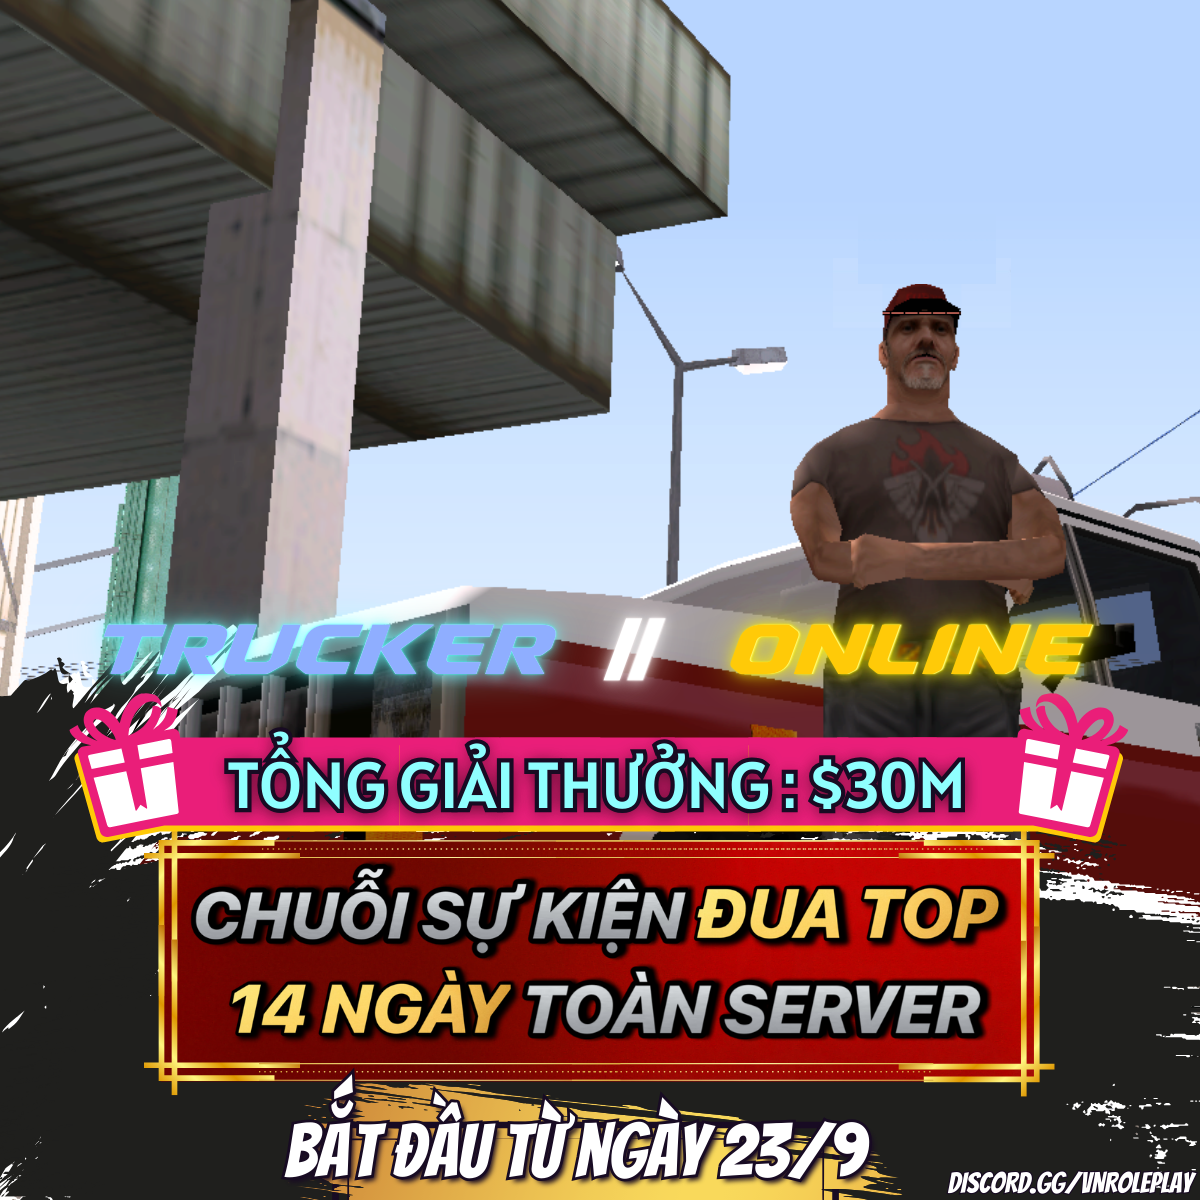 TRUCKER || ONLINE
TỔNG GIẢI THƯỞNG : $30M
CHUỖI SỰ KIỆN ĐUA TOP
14 NGÀY TOÀN SERVER
BẮT ĐẦU TỪ NGÀY 23/9
DISCORD.GG/VNROLEPLAY